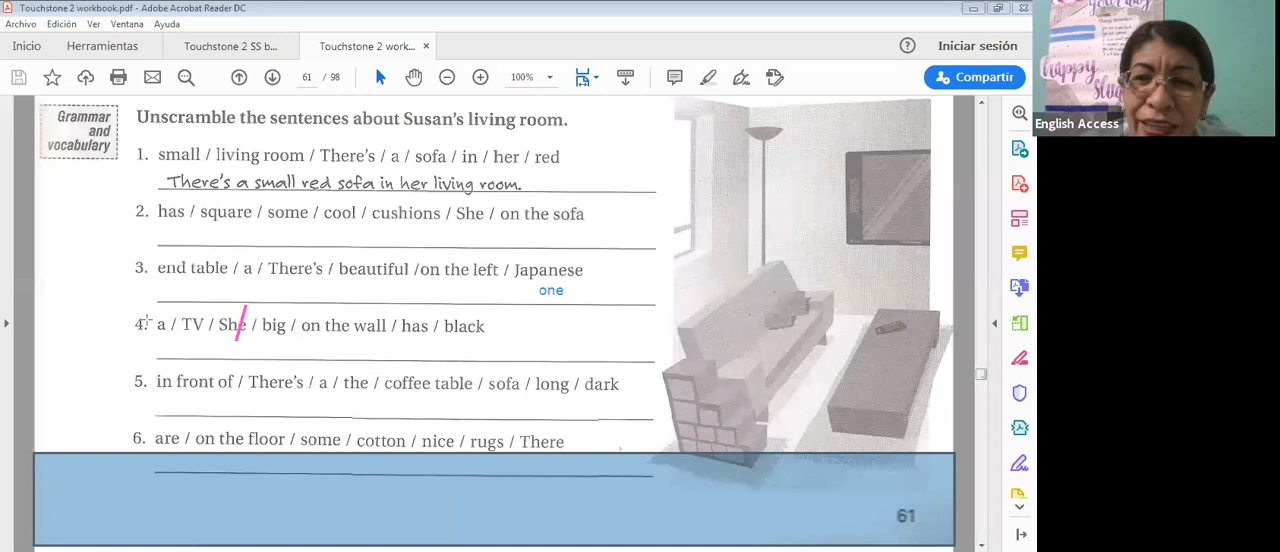 Touchstone 2 workbook.pdf - Adobe Acrobat Reader DC
Archivo Edición Ver Ventana Ayuda
Inicio Herramientas Touchstone 2 SS b... Touchstone 2 work... × Iniciar sesión
61 / 98 100% Compartir
Grammar
and
vocabulary
Unscramble the sentences about Susan's living room.
1. small / living room / There's / a / sofa / in / her / red
There's a small red sofa in her living room.
2. has / square / some / cool / cushions / She / on the sofa
3. end table / a / There's / beautiful /on the left / Japanese
one
4. a / TV / She / big / on the wall / has / black
5. in front of / There's / a / the / coffee table / sofa / long / dark
6. are / on the floor / some / cotton / nice / rugs / There
61
happy
English Access